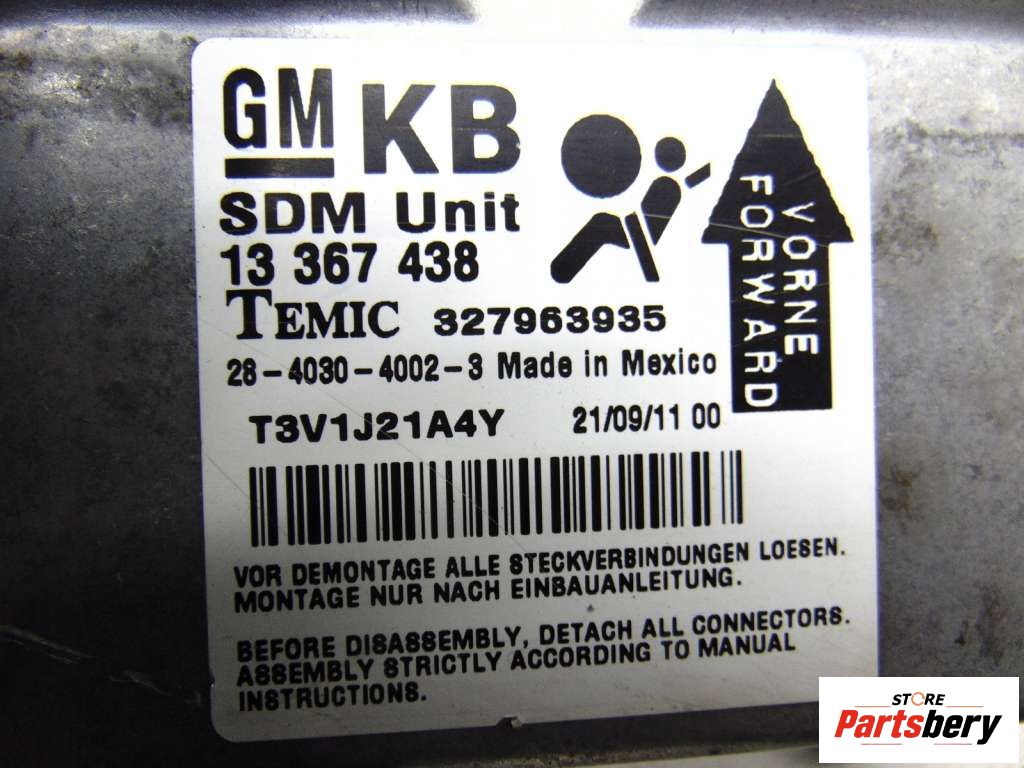 GM KB
SDM Unit
13 367 438
TEMIC 327963935
28-4030-4002-3 Made in Mexico
T3V1J21A4Y 21/09/11 00
VORNE
FORWARD
VOR DEMONTAGE ALLE STECKVERBINDUNGEN LOESEN.
MONTAGE NUR NACH EINBAUANLEITUNG.
BEFORE DISASSEMBLY, DETACH ALL CONNECTORS.
ASSEMBLY STRICTLY ACCORDING TO MANUAL
INSTRUCTIONS.
STORE
Partsbery